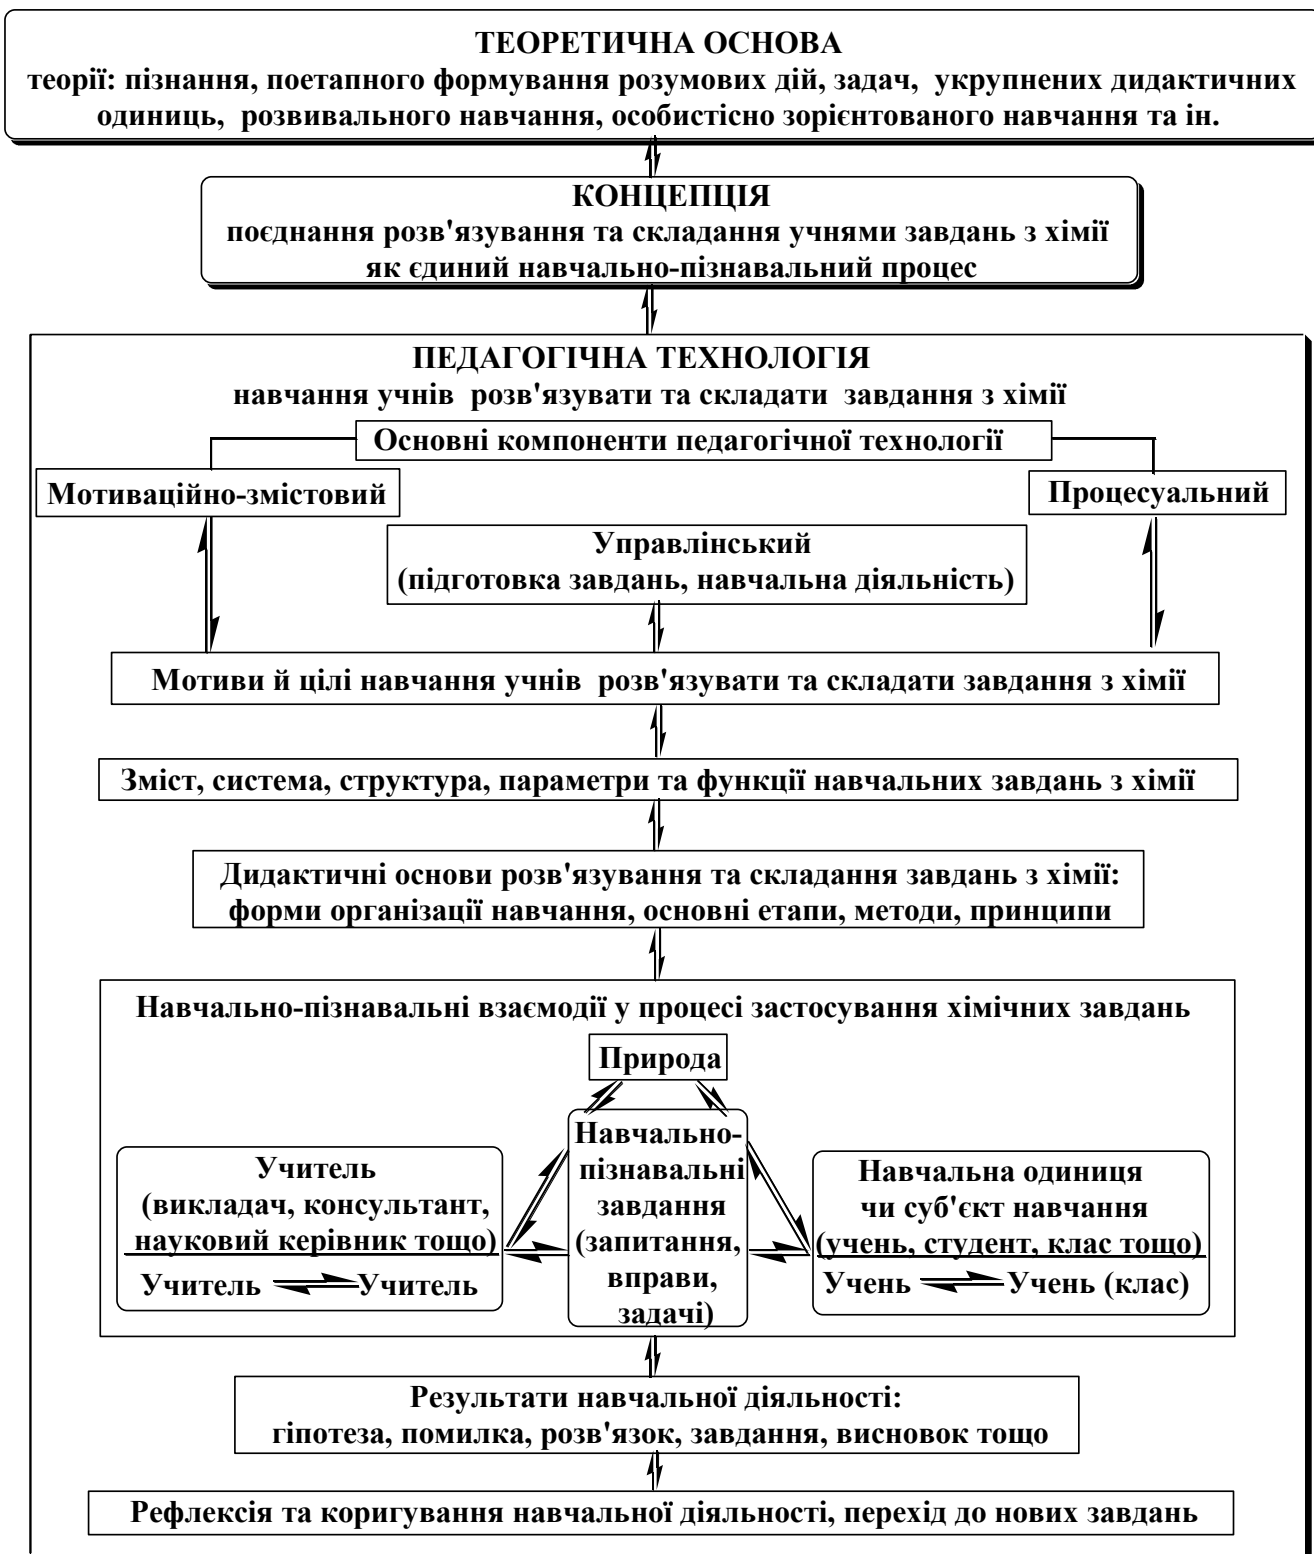 ТЕОРЕТИЧНА ОСНОВА
теорії: пізнання, поетапного формування розумових дій, задач, укрупнених дидактичних
одиниць, розвивального навчання, особистісно зорієнтованого навчання та ін.
КОНЦЕПЦІЯ
поєднання розв'язування та складання учнями завдань з хімії
як єдиний навчально-пізнавальний процес
ПЕДАГОГІЧНА ТЕХНОЛОГІЯ
навчання учнів розв'язувати та складати завдання з хімії
Основні компоненти педагогічної технології
Мотиваційно-змістовий
Процесуальний
Управлінський
(підготовка завдань, навчальна діяльність)
Мотиви й цілі навчання учнів розв'язувати та складати завдання з хімії
Зміст, система, структура, параметри та функції навчальних завдань з хімії
Дидактичні основи розв'язування та складання завдань з хімії:
форми організації навчання, основні етапи, методи, принципи
Навчально-пізнавальні взаємодії у процесі застосування хімічних завдань
Природа
Учитель
(викладач, консультант,
науковий керівник тощо)
Учитель Учитель
Навчально-
пізнавальні
завдання
(запитання,
вправи,
задачі)
Навчальна одиниця
чи суб'єкт навчання
(учень, студент, клас тощо)
Учень Учень (клас)
Результати навчальної діяльності:
гіпотеза, помилка, розв'язок, завдання, висновок тощо
Рефлексія та коригування навчальної діяльності, перехід до нових завдань